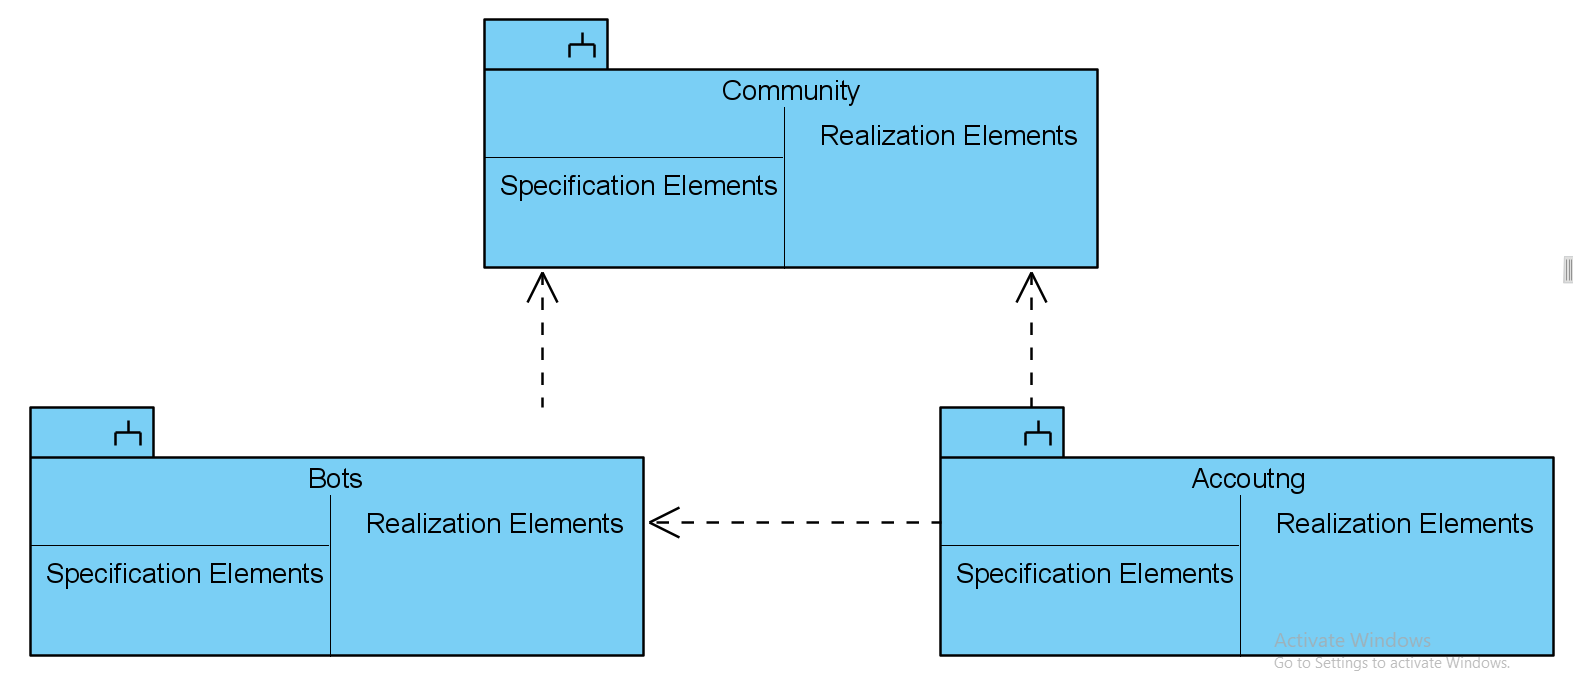 Community
Realization Elements
Specification Elements
Bots
Realization Elements
Specification Elements
Accoutng
Realization Elements
Specification Elements
Activate Windows
Go to Settings to activate Windows.